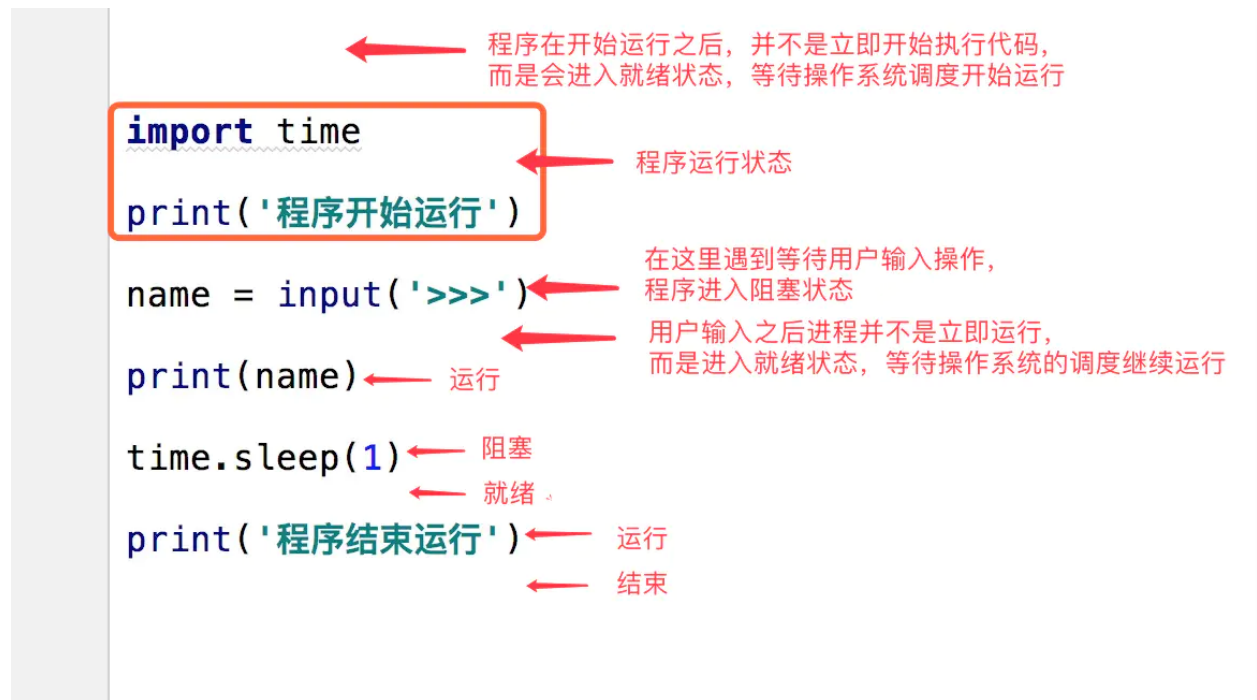 程序在开始运行之后，并不是立即开始执行代码，
而是会进入就绪状态，等待操作系统调度开始运行
import time
程序运行状态
print('程序开始运行')
在这里遇到等待用户输入操作，
name = input('>>>')
程序进入阻塞状态
用户输入之后进程并不是立即运行，
而是进入就绪状态，等待操作系统的调度继续运行
print(name)
运行
time.sleep(1)
阻塞
就绪
print('程序结束运行')
运行
结束